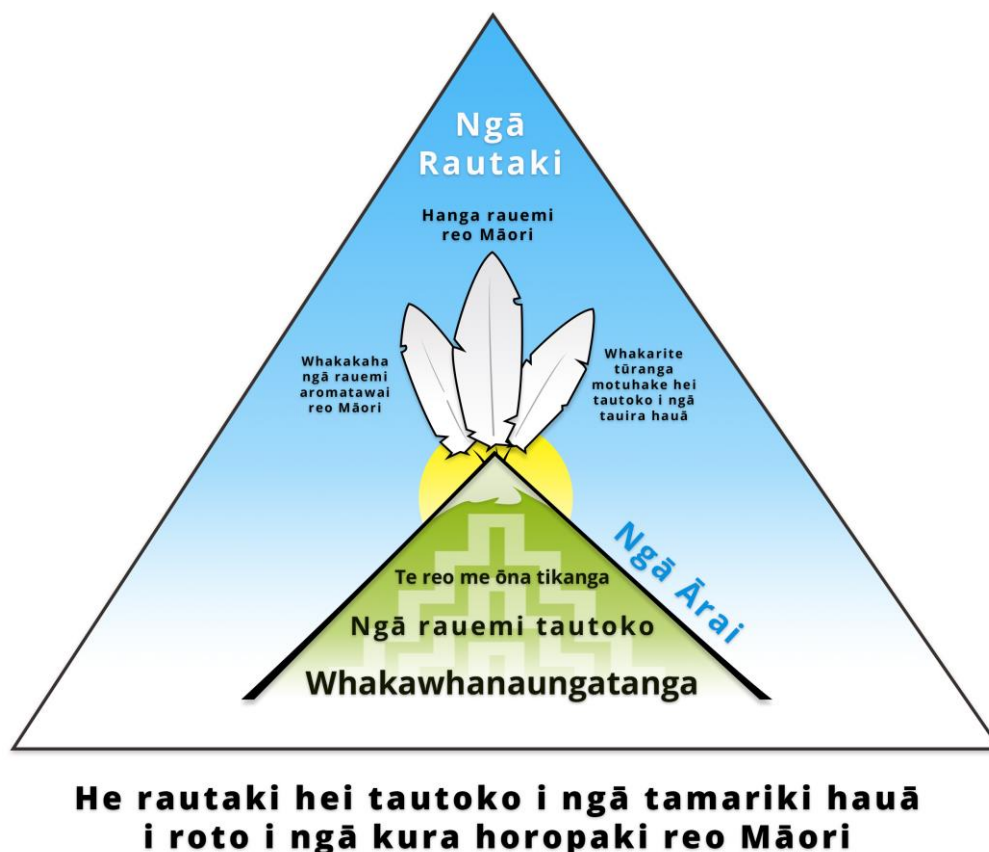 Ngā
Rautaki
Hanga rauemi
reo Māori
Whakakaha
ngā rauemi
aromatawai
reo Māori
Whakarite
tūranga
motuhake hei
tautoko i ngā
tauira hauā
Ngā Ārai
Te reo me ōna tikanga
Ngā rauemi tautoko
Whakawhanaungatanga
He rautaki hei tautoko i ngā tamariki hauā
i roto i ngā kura horopaki reo Māori